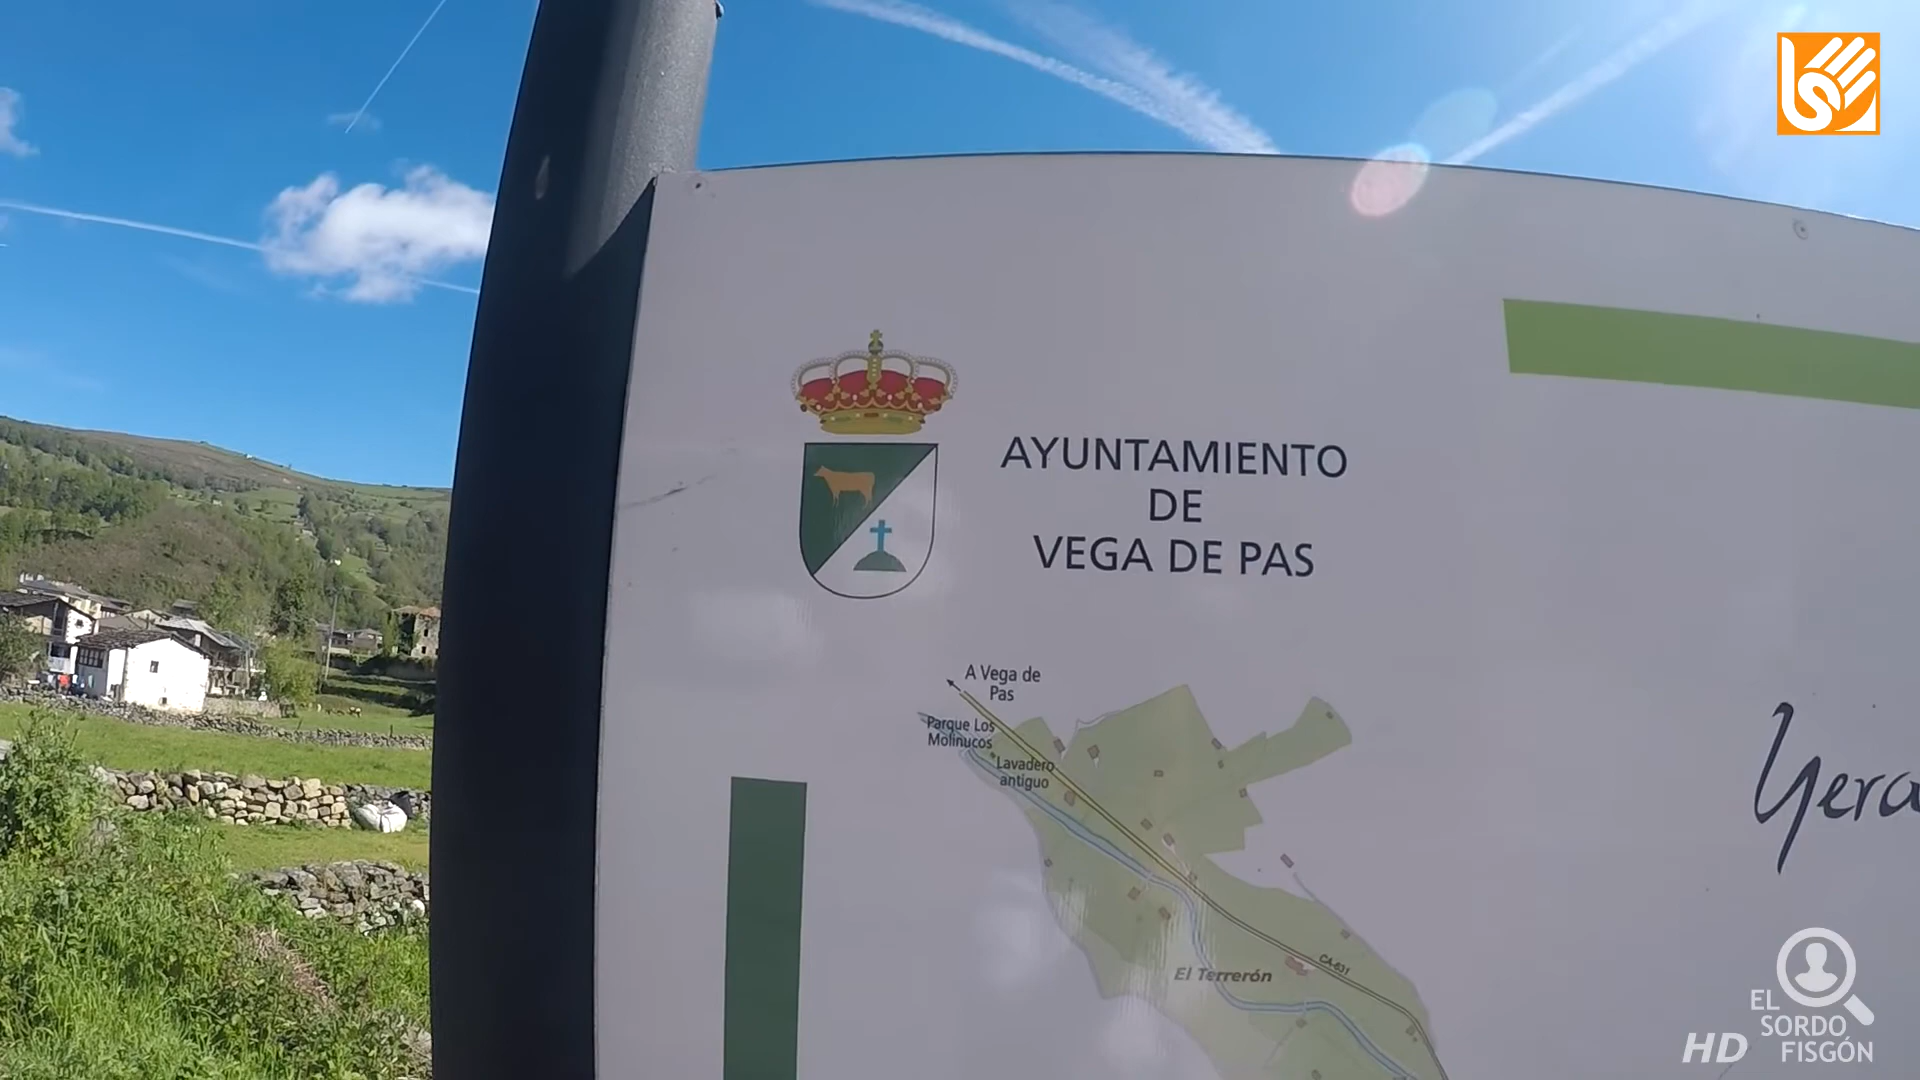 AYUNTAMIENTO
DE
VEGA DE PAS
A Vega de
Pas
Parque Los
Molinucos
Lavadero
antiguo
El Terrerón
CA-631
Yera
HD
EL
SORDO
FISGÓN